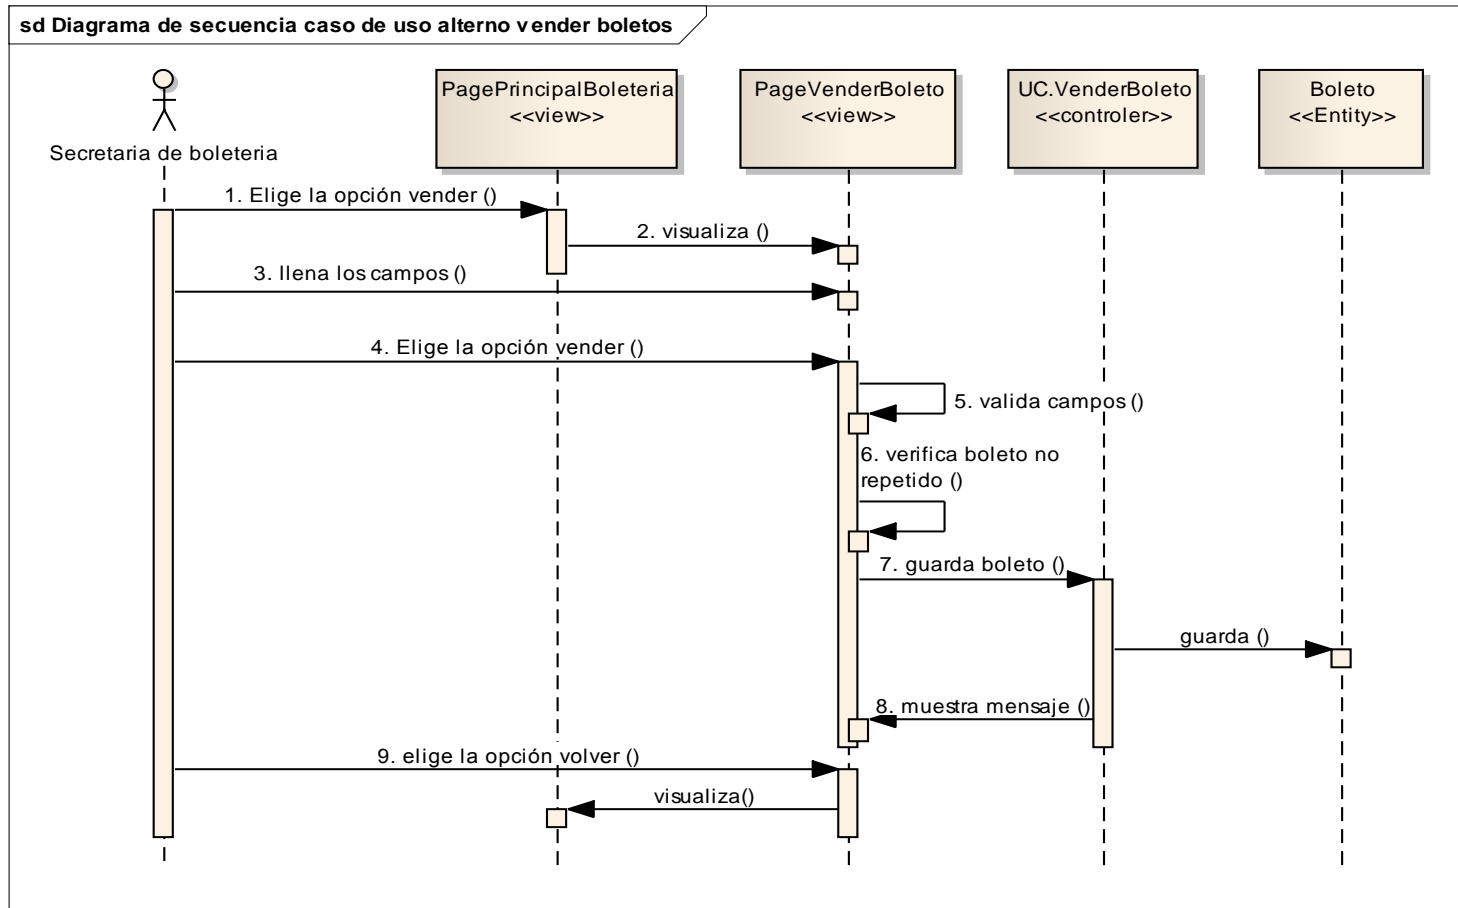 sd Diagrama de secuencia caso de uso alterno vender boletos
Secretaria de boleteria
PagePrincipalBoleteria
<<view>>
PageVenderBoleto
<<view>>
UC.VenderBoleto
<<controler>>
Boleto
<<Entity>>
1. Elige la opción vender ()
2. visualiza ()
3. llena los campos ()
4. Elige la opción vender ()
5. valida campos ()
6. verifica boleto no
repetido ()
7. guarda boleto ()
guarda ()
8. muestra mensaje ()
9. elige la opción volver ()
visualiza()